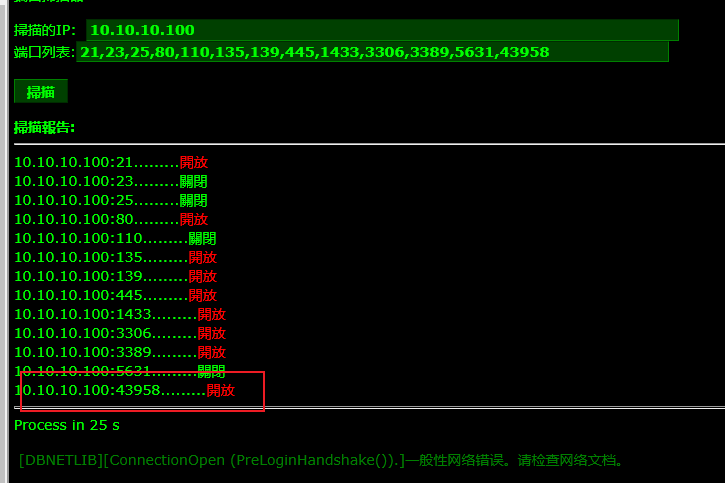 掃描的IP: 10.10.10.100
端口列表: 21,23,25,80,110,135,139,445,1433,3306,3389,5631,43958
掃描
掃描報告:
10.10.10.100:21.........開放
10.10.10.100:23.........關閉
10.10.10.100:25.........關閉
10.10.10.100:80.........開放
10.10.10.100:110.........關閉
10.10.10.100:135.........開放
10.10.10.100:139.........開放
10.10.10.100:445.........開放
10.10.10.100:1433.........開放
10.10.10.100:3306.........開放
10.10.10.100:3389.........開放
10.10.10.100:5631.........關閉
10.10.10.100:43958.........開放
Process in 25 s
[DBNETLIB][ConnectionOpen (PreLoginHandshake()).]一般性网络错误。请检查网络文档。